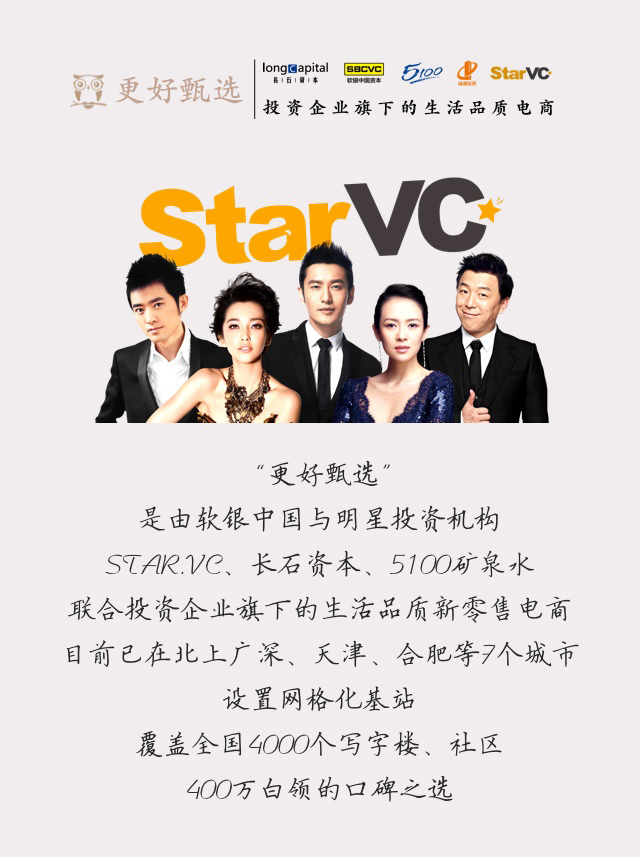 更好甄选
longcapital
長石資本
SBCVC
软银中国资本
5100
StarVC
投资企业旗下的生活品质电商
StarVC
“更好甄选”
是由软银中国与明星投资机构
STAR.VC、长石资本、5100矿泉水
联合投资企业旗下的生活品质新零售电商
目前已在北上广深、天津、合肥等7个城市
设置网格化基站
覆盖全国4000个写字楼、社区
400万白领的口碑之选